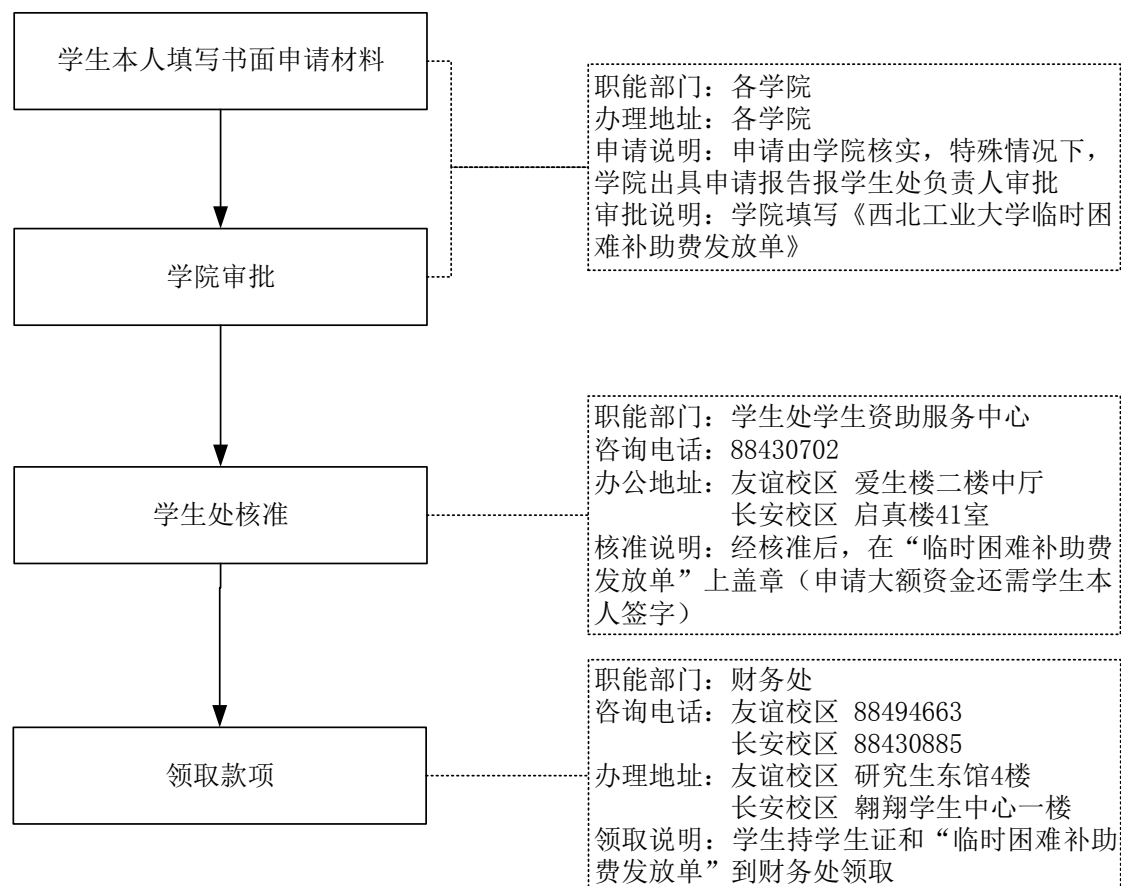 学生本人填写书面申请材料
职能部门：各学院
办理地址：各学院
申请说明：申请由学院核实，特殊情况下，
学院出具申请报告报学生处负责人审批
审批说明：学院填写《西北工业大学临时困
难补助费发放单》
学院审批
职能部门：学生处学生资助服务中心
咨询电话：88430702
办公地址：友谊校区 爱生楼二楼中厅
长安校区 启真楼41室
核准说明：经核准后，在“临时困难补助费
发放单”上盖章（申请大额资金还需学生本
人签字）
学生处核准
职能部门：财务处
咨询电话：友谊校区 88494663
长安校区 88430885
办理地址：友谊校区 研究生东馆4楼
长安校区 翱翔学生中心一楼
领取说明：学生持学生证和“临时困难补助
费发放单”到财务处领取
领取款项